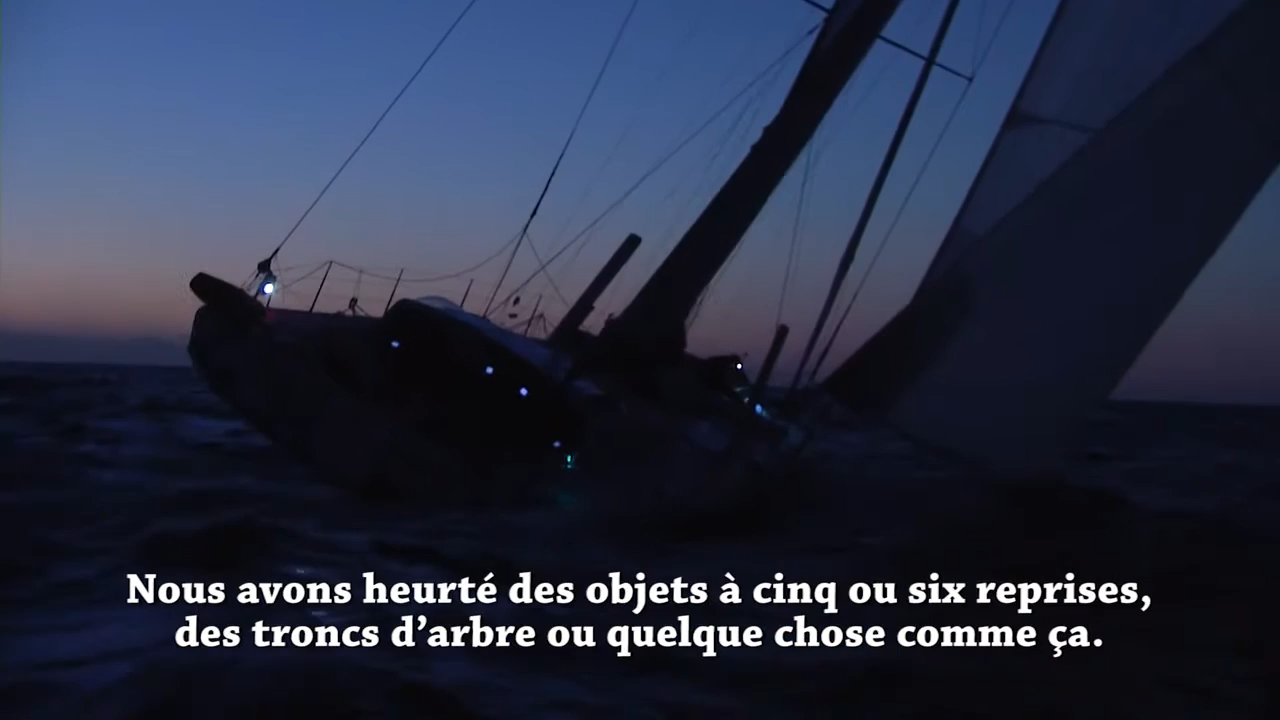 Nous avons heurté des objets à cinq ou six reprises,
des troncs d’arbre ou quelque chose comme ça.